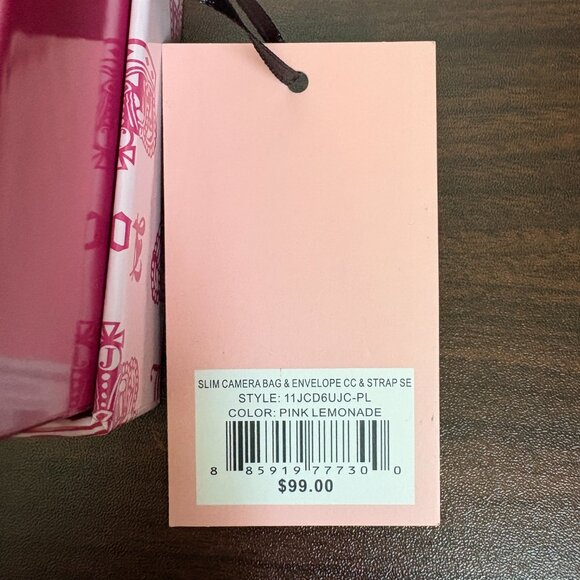 SLIM CAMERA BAG & ENVELOPE CC & STRAP SE
STYLE: 11JCD6UJC-PL
COLOR: PINK LEMONADE
8 85919 77730 0
$99.00